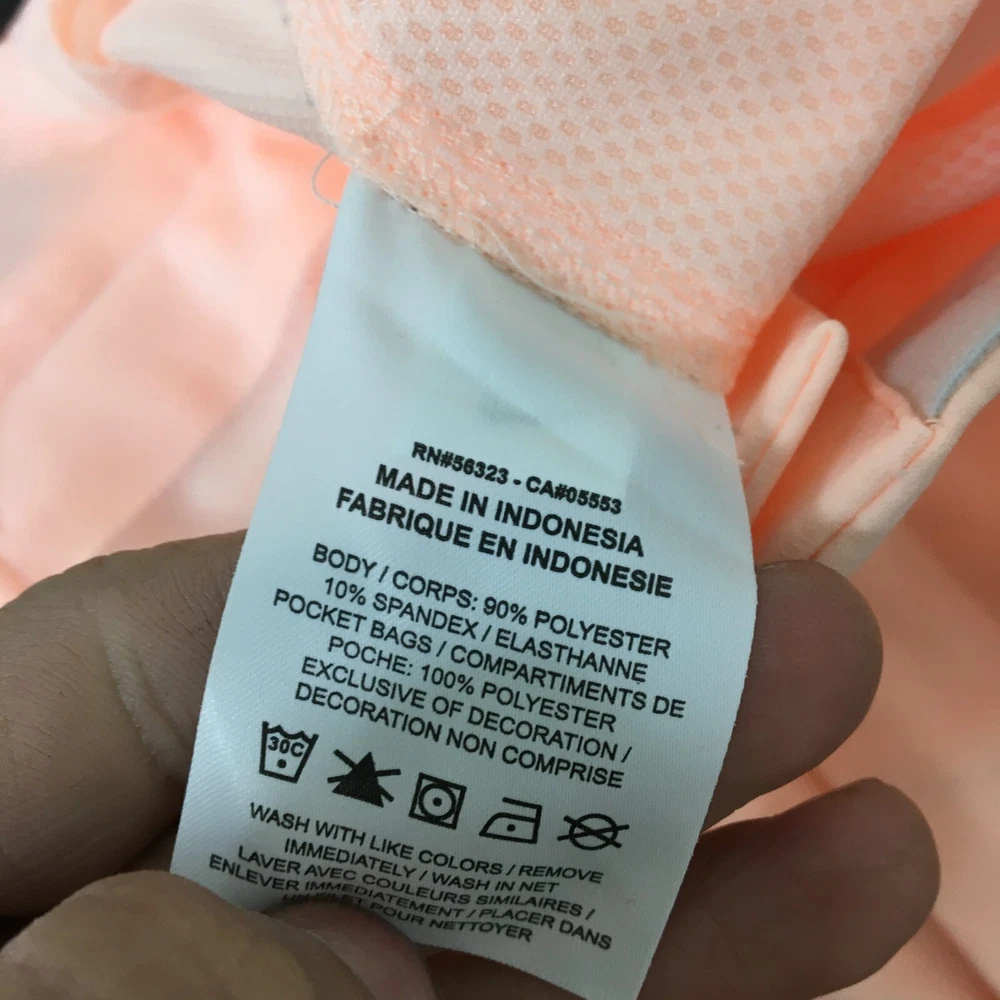 RN#56323 - CA#05553
MADE IN INDONESIA
FABRIQUE EN INDONESIE
BODY / CORPS: 90% POLYESTER
10% SPANDEX / ELASTHANNE
POCKET BAGS / COMPARTIMENTS DE
POCHE: 100% POLYESTER
EXCLUSIVE OF DECORATION /
DECORATION NON COMPRISE
30C
WASH WITH LIKE COLORS / REMOVE
IMMEDIATELY / WASH IN NET
LAVER AVEC COULEURS SIMILAIRES /
ENLEVER IMMEDIATEMENT / PLACER DANS
UN FILET POUR NETTOYER